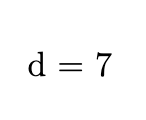 d = 7